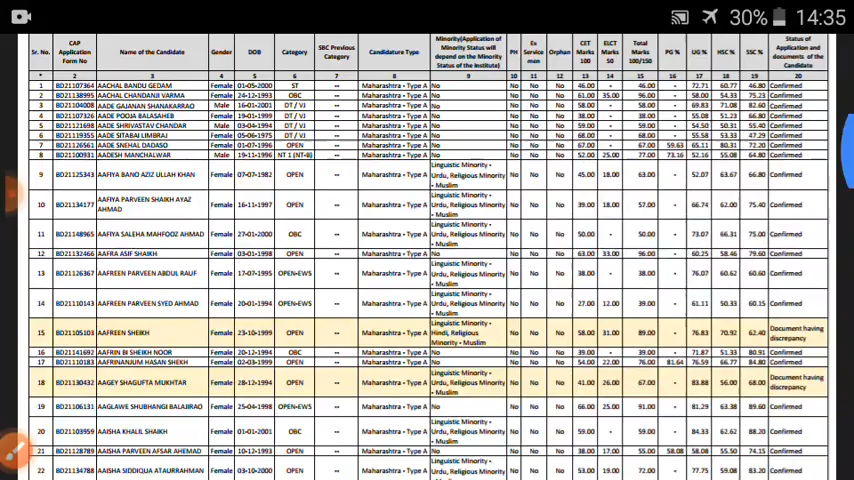 30% 14:35
Sr. No. CAP Application Form No Name of the Candidate Gender DOB Category SBC Previous Category Candidature Type Minority(Application of Minority Status will depend on the Minority Status of the Institute) PH Ex Service man Orphan CET Marks 100 ELCT Marks 50 Total Marks 100/150 PG % UG % HSC % SSC % Status of Application and documents of the Candidate
* 2 3 4 5 6 7 8 9 10 11 12 13 14 15 16 17 18 19 20
1 BD21107364 AACHAL BANDU GEDAM Female 01-05-2000 ST -- Maharashtra - Type A No No No No 46.00 - 46.00 - 72.71 60.77 46.80 Confirmed
2 BD21138995 AACHAL CHANDANJI VARMA Female 24-12-1993 OBC -- Maharashtra - Type A No No No No 61.00 35.00 96.00 - 58.00 54.33 75.23 Confirmed
3 BD21104008 AADE GAJANAN SHANAKARRAO Male 16-01-2001 DT / VJ -- Maharashtra - Type A No No No No 58.00 - 58.00 - 69.83 71.08 82.60 Confirmed
4 BD21107326 AADE POOJA BALASAHEB Female 19-01-1999 DT / VJ -- Maharashtra - Type A No No No No 38.00 - 38.00 - 55.08 51.23 66.80 Confirmed
5 BD21121698 AADE SHRIVASTAV CHANDAR Male 03-04-1994 DT / VJ -- Maharashtra - Type A No No No No 59.00 - 59.00 - 54.50 50.31 55.40 Confirmed
6 BD21119355 AADE SITABAI LIMBRAJ Female 05-06-1975 DT / VJ -- Maharashtra - Type A No No No No 68.00 - 68.00 - 55.58 53.33 47.29 Confirmed
7 BD21126561 AADE SNEHAL DADASO Female 01-07-1996 OPEN -- Maharashtra - Type A No No No No 67.00 - 67.00 59.63 65.11 80.31 72.20 Confirmed
8 BD21100931 AADESH MANCHALWAR Male 19-11-1996 NT 1 (NT-B) -- Maharashtra - Type A No No No No 52.00 25.00 77.00 73.16 52.16 55.08 64.80 Confirmed
9 BD21125343 AAFIYA BANO AZIZ ULLAH KHAN Female 07-07-1982 OPEN -- Maharashtra - Type A Linguistic Minority - Urdu, Religious Minority - Muslim No No No 45.00 18.00 63.00 - 52.07 63.67 66.80 Confirmed
10 BD21134177 AAFIYA PARVEEN SHAIKH AYAZ AHMAD Female 16-11-1997 OPEN -- Maharashtra - Type A Linguistic Minority - Urdu, Religious Minority - Muslim No No No 39.00 18.00 57.00 - 66.74 62.00 75.40 Confirmed
11 BD21148965 AAFIYA SALEHA MAHFOOZ AHMAD Female 27-01-2000 OBC -- Maharashtra - Type A Linguistic Minority - Urdu, Religious Minority - Muslim No No No 50.00 - 50.00 - 73.07 66.31 75.00 Confirmed
12 BD21132466 AAFRA ASIF SHAIKH Female 03-01-1998 OPEN -- Maharashtra - Type A No No No No 63.00 33.00 96.00 - 60.25 58.46 79.60 Confirmed
13 BD21126367 AAFREEN PARVEEN ABDUL RAUF Female 17-07-1995 OPEN-EWS -- Maharashtra - Type A Linguistic Minority - Urdu, Religious Minority - Muslim No No No 38.00 - 38.00 - 76.07 60.62 60.60 Confirmed
14 BD21110143 AAFREEN PARVEEN SYED AHMAD Female 20-01-1994 OPEN -- Maharashtra - Type A Linguistic Minority - Urdu, Religious Minority - Muslim No No No 27.00 12.00 39.00 - 61.11 50.33 60.15 Confirmed
15 BD21105103 AAFREEN SHEIKH Female 23-10-1999 OPEN -- Maharashtra - Type A Linguistic Minority - Hindi, Religious Minority - Muslim No No No 58.00 31.00 89.00 - 76.83 70.92 62.40 Document having discrepancy
16 BD21141692 AAFRIN BI SHEIKH NOOR Female 20-12-1994 OBC -- Maharashtra - Type A No No No No 39.00 - 39.00 - 71.87 51.33 80.91 Confirmed
17 BD21110183 AAFRINANJUM HASAN SHEKH Female 02-03-1999 OPEN -- Maharashtra - Type A No No No No 54.00 22.00 76.00 81.64 76.59 66.77 84.80 Confirmed
18 BD21130432 AAGEY SHAGUFTA MUKHTAR Female 28-12-1994 OPEN -- Maharashtra - Type A Linguistic Minority - Urdu, Religious Minority - Muslim No No No 41.00 26.00 67.00 - 83.88 56.00 68.00 Document having discrepancy
19 BD21106131 AAGLAWE SHUBHANGI BALAJIRAO Female 25-04-1998 OPEN-EWS -- Maharashtra - Type A No No No No 66.00 25.00 91.00 - 81.29 63.38 89.60 Confirmed
20 BD21103959 AAISHA KHALIL SHAIKH Female 01-01-2001 OBC -- Maharashtra - Type A Linguistic Minority - Urdu, Religious Minority - Muslim No No No 59.00 - 59.00 - 84.33 62.62 88.20 Confirmed
21 BD21128789 AAISHA PARVEEN AFSAR AHEMAD Female 10-12-1993 OPEN -- Maharashtra - Type A No No No No 38.00 17.00 55.00 58.08 58.08 55.50 74.15 Confirmed
22 BD21134788 AAISHA SIDDIQUA ATAURRAHMAN Female 03-10-2000 OPEN -- Maharashtra - Type A Linguistic Minority - Urdu, Religious Minority No No No 53.00 19.00 72.00 - 77.75 59.08 83.20 Confirmed